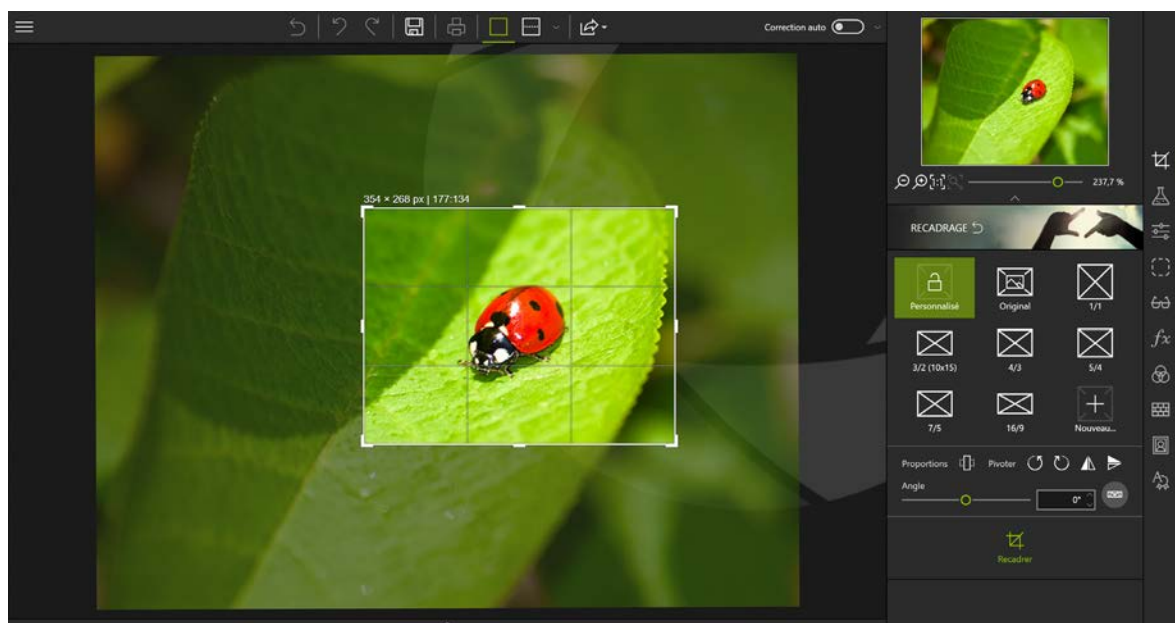 Correction auto
354 × 268 px | 177:134
237,7 %
RECADRAGE
Personnalisé
Original
1/1
3/2 (10x15)
4/3
5/4
7/5
16/9
Nouveau...
Proportions
Pivoter
Angle
0°
Recadrer
fx